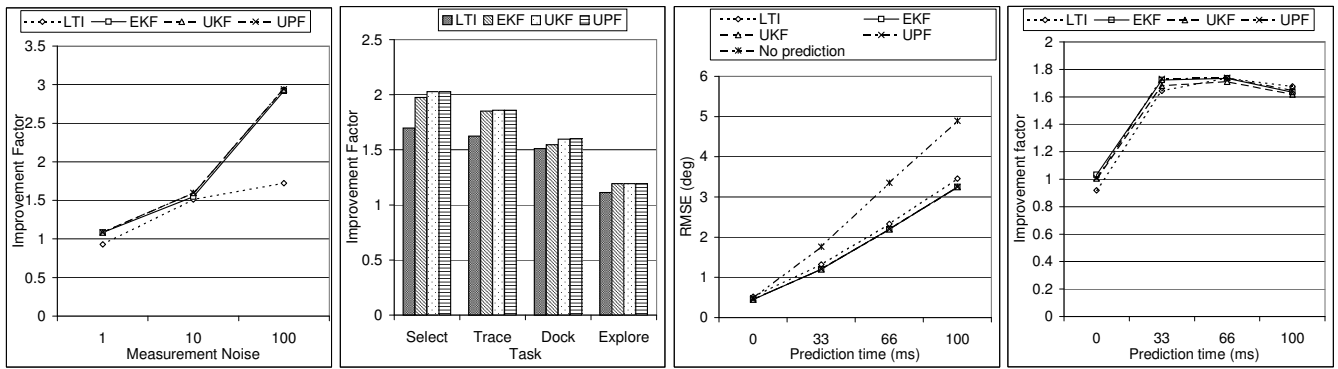 LTI EKF UKF UPF
3.5
3
2.5
2
1.5
1
0.5
0
Improvement Factor
1 10 100
Measurement Noise
LTI EKF UKF UPF
2.5
2
1.5
1
0.5
0
Improvement Factor
Select Trace Dock Explore
Task
LTI EKF
UKF UPF
No prediction
6
5
4
3
2
1
0
RMSE (deg)
0 33 66 100
Prediction time (ms)
LTI EKF UKF UPF
2
1.8
1.6
1.4
1.2
1
0.8
0.6
0.4
0.2
0
Improvement factor
0 33 66 100
Prediction time (ms)